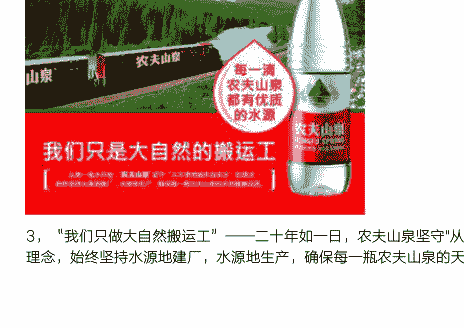 山泉
农夫山泉
每一滴
农夫山泉
都有优质
的水源
农夫山泉
我们只是大自然的搬运工
3，“我们只做大自然搬运工”——二十年如一日，农夫山泉坚守“从
理念，始终坚持水源地建厂，水源地生产，确保每一瓶农夫山泉的天